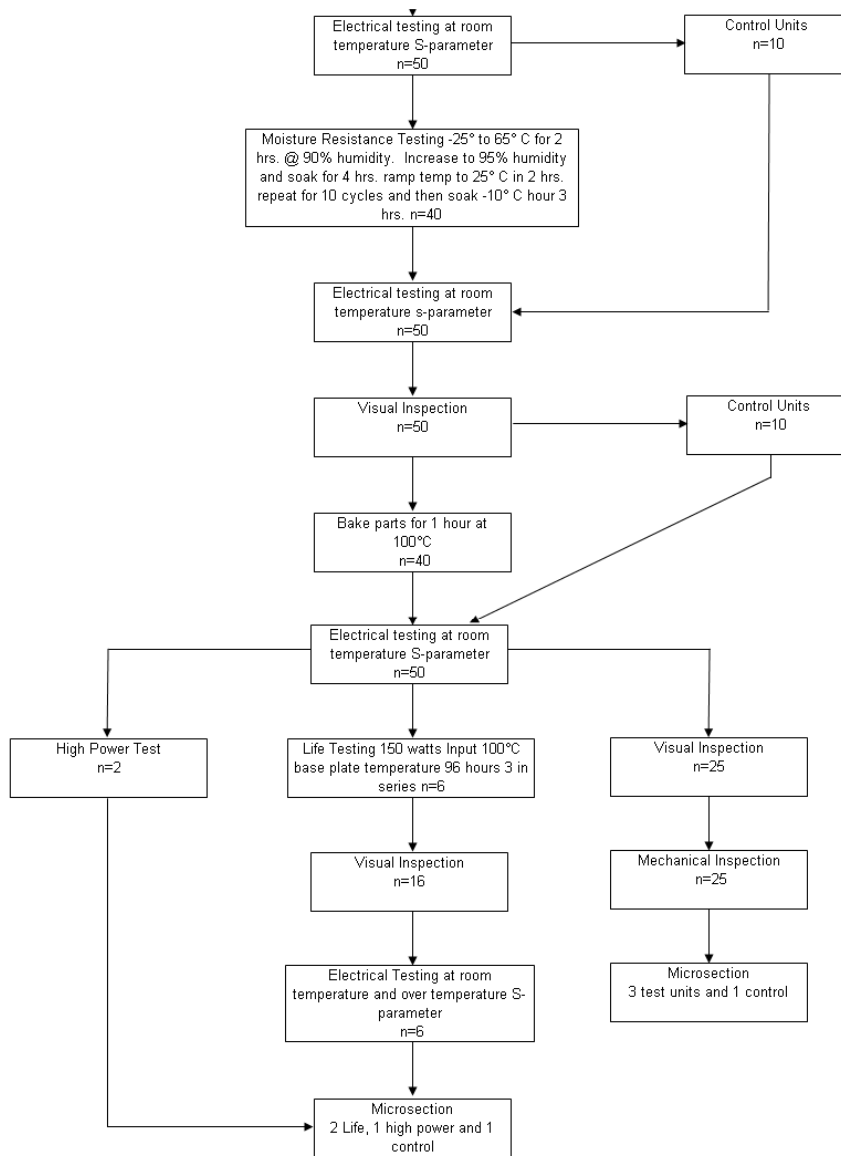 Electrical testing at room
temperature S-parameter
n=50
Control Units
n=10
Moisture Resistance Testing -25° to 65° C for 2
hrs. @ 90% humidity.  Increase to 95% humidity
and soak for 4 hrs. ramp temp to 25° C in 2 hrs.
repeat for 10 cycles and then soak -10° C hour 3
hrs. n=40
Electrical testing at room
temperature s-parameter
n=50
Visual Inspection
n=50
Control Units
n=10
Bake parts for 1 hour at
100°C
n=40
Electrical testing at room
temperature S-parameter
n=50
High Power Test
n=2
Life Testing 150 watts Input 100°C
base plate temperature 96 hours 3 in
series n=6
Visual Inspection
n=25
Visual Inspection
n=16
Mechanical Inspection
n=25
Electrical Testing at room
temperature and over temperature S-
parameter
n=6
Microsection
3 test units and 1 control
Microsection
2 Life, 1 high power and 1
control